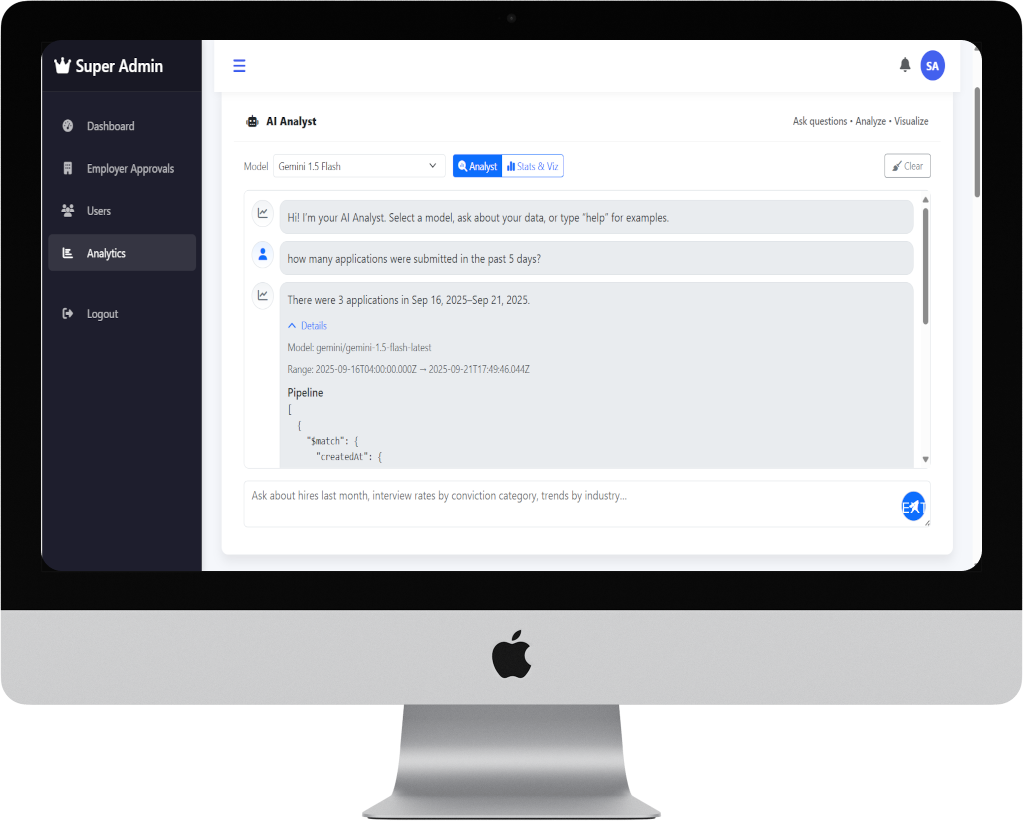 Super Admin
SA
Dashboard
Employer Approvals
Users
Analytics
Logout
AI Analyst
Ask questions • Analyze • Visualize
Model
Gemini 1.5 Flash
Analyst
Stats & Viz
Clear
Hi! I'm your AI Analyst. Select a model, ask about your data, or type "help" for examples.
how many applications were submitted in the past 5 days?
There were 3 applications in Sep 16, 2025–Sep 21, 2025.
Details
Model: gemini/gemini-1.5-flash-latest
Range: 2025-09-16T04:00:00.000Z → 2025-09-21T17:49:46.044Z
Pipeline
[
{
"$match": {
"createdAt": {
Ask about hires last month, interview rates by conviction category, trends by industry...